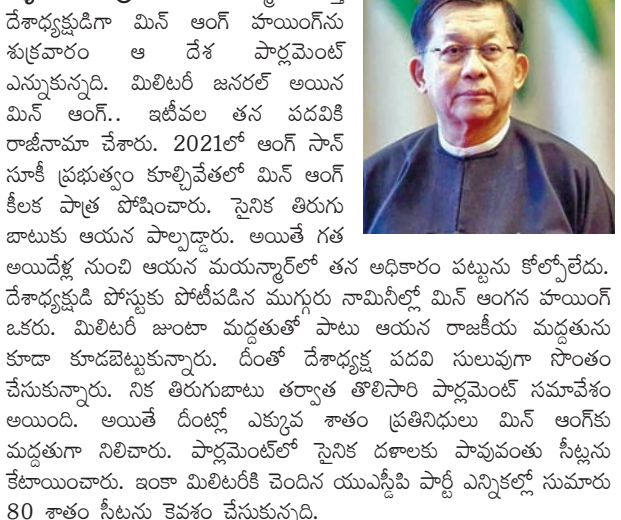 దేశాధ్యక్షుడిగా మిన్ ఆంగ్ హయింగ్‌ను
శుక్రవారం ఆ దేశ పార్లమెంట్
ఎన్నుకున్నది. మిలిటరీ జనరల్ అయిన
మిన్ ఆంగ్.. ఇటీవల తన పదవికి
రాజీనామా చేశారు. 2021లో ఆంగ్ సాన్
సూకీ ప్రభుత్వం కూల్చివేతలో మిన్ ఆంగ్
కీలక పాత్ర పోషించారు. సైనిక తిరుగు
బాటుకు ఆయన పాల్పడ్డారు. అయితే గత
అయిదేళ్ల నుంచి ఆయన మయన్మార్‌లో తన అధికారం పట్టును కోల్పోలేదు.
దేశాధ్యక్షుడి పోస్టుకు పోటీపడిన ముగ్గురు నామినీల్లో మిన్ ఆంగన హయింగ్
ఒకరు. మిలిటరీ జుంటా మద్దతుతో పాటు ఆయన రాజకీయ మద్దతును
కూడా కూడబెట్టుకున్నారు. దీంతో దేశాధ్యక్ష పదవి సులువుగా సొంతం
చేసుకున్నారు. నిక తిరుగుబాటు తర్వాత తొలిసారి పార్లమెంట్ సమావేశం
అయింది. అయితే దీంట్లో ఎక్కువ శాతం ప్రతినిధులు మిన్ ఆంగ్‌కు
మద్దతుగా నిలిచారు. పార్లమెంట్‌లో సైనిక దళాలకు పావువంతు సీట్లను
కేటాయించారు. ఇంకా మిలిటరీకి చెందిన యుఎస్డీపి పార్టీ ఎన్నికల్లో సుమారు
80 శాతం సీట్లను కైవశం చేసుకున్నది.